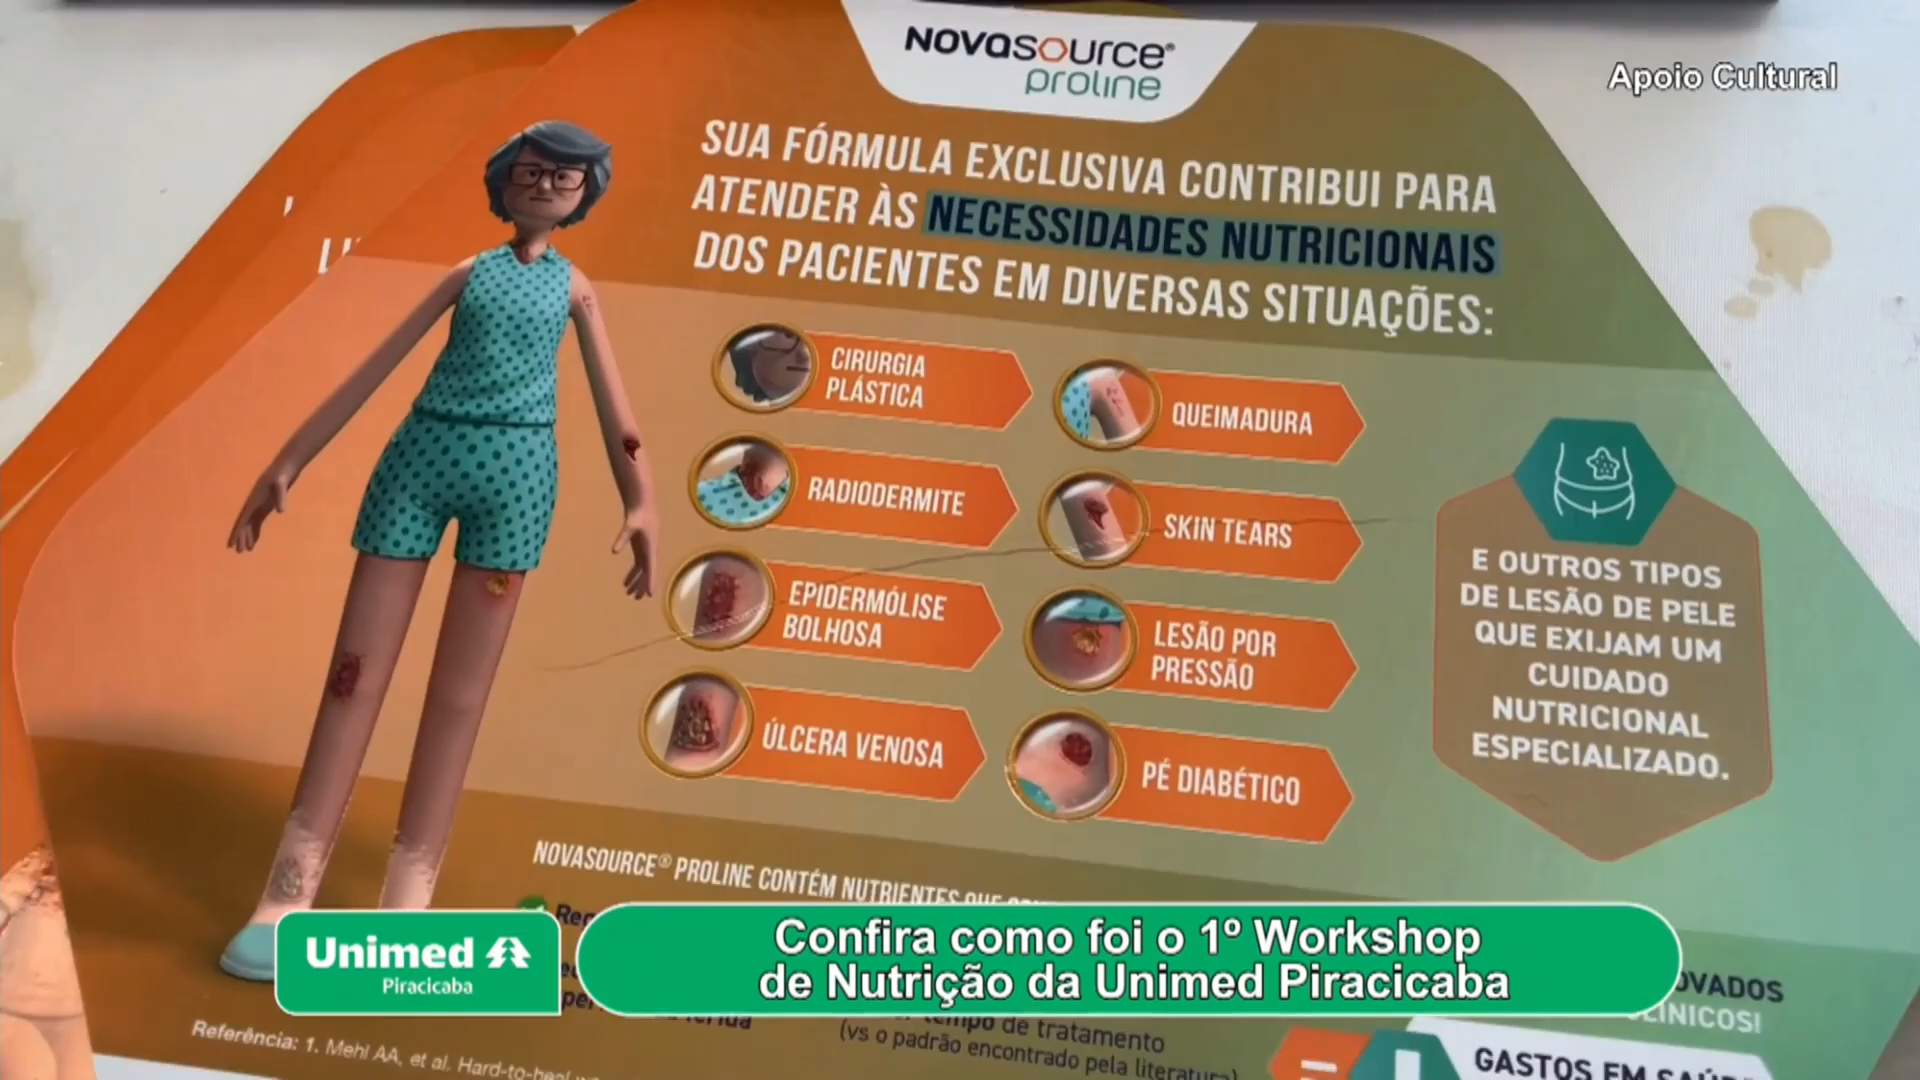 NOVASOURCE®
proline
Apoio Cultural
SUA FÓRMULA EXCLUSIVA CONTRIBUI PARA
ATENDER ÀS NECESSIDADES NUTRICIONAIS
DOS PACIENTES EM DIVERSAS SITUAÇÕES:
CIRURGIA
PLÁSTICA
QUEIMADURA
RADIODERMITE
SKIN TEARS
EPIDERMÓLISE
BOLHOSA
LESÃO POR
PRESSÃO
ÚLCERA VENOSA
PÉ DIABÉTICO
E OUTROS TIPOS
DE LESÃO DE PELE
QUE EXIJAM UM
CUIDADO
NUTRICIONAL
ESPECIALIZADO.
NOVASOURCE® PROLINE CONTÉM NUTRIENTES QUE
Unimed
Piracicaba
Confira como foi o 1º Workshop
de Nutrição da Unimed Piracicaba
tempo de tratamento
(vs o padrão encontrado pela literatura)
Referência: 1. Mehl AA, et al. Hard-to-heal
GASTOS EM